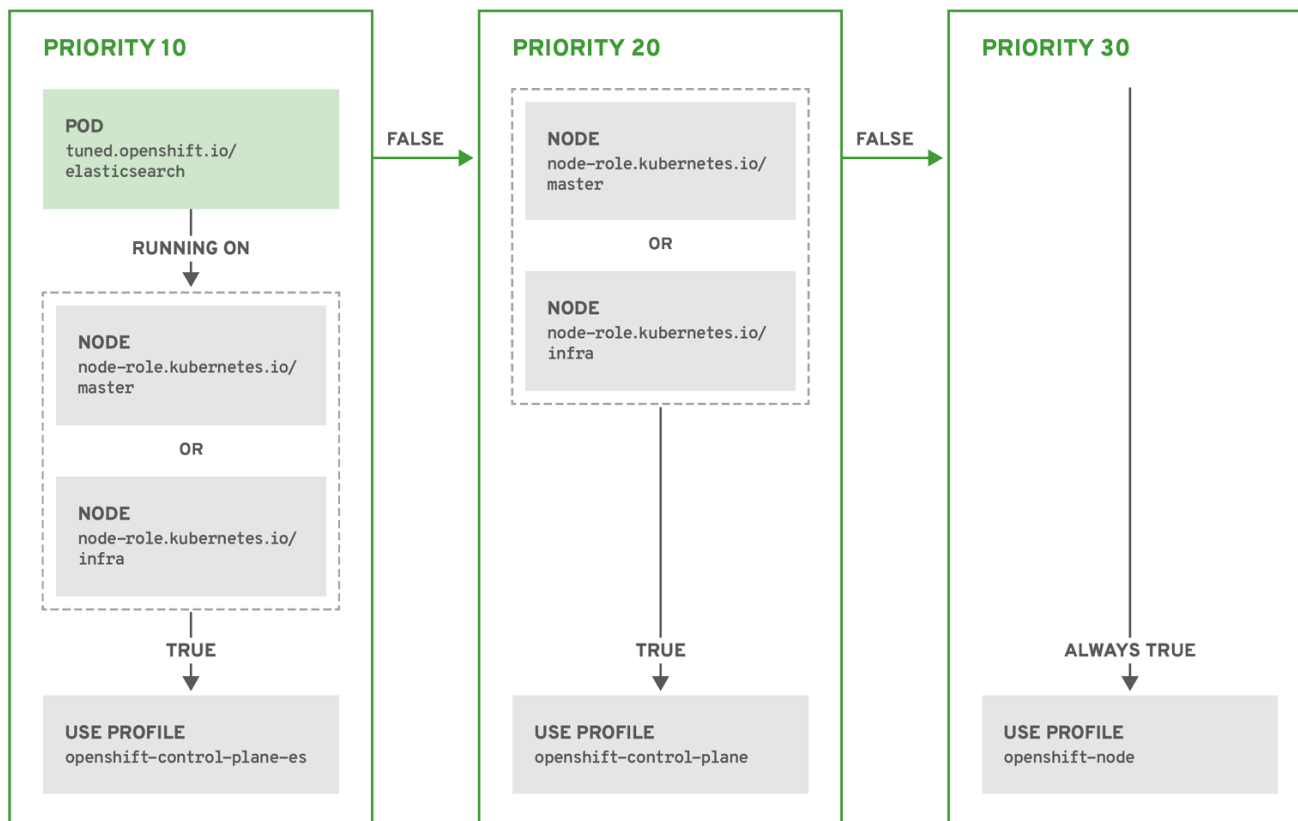 PRIORITY 10
POD
tuned.openshift.io/
elasticsearch
RUNNING ON
NODE
node-role.kubernetes.io/
master
OR
NODE
node-role.kubernetes.io/
infra
TRUE
USE PROFILE
openshift-control-plane-es
FALSE
PRIORITY 20
NODE
node-role.kubernetes.io/
master
OR
NODE
node-role.kubernetes.io/
infra
TRUE
USE PROFILE
openshift-control-plane
FALSE
PRIORITY 30
ALWAYS TRUE
USE PROFILE
openshift-node